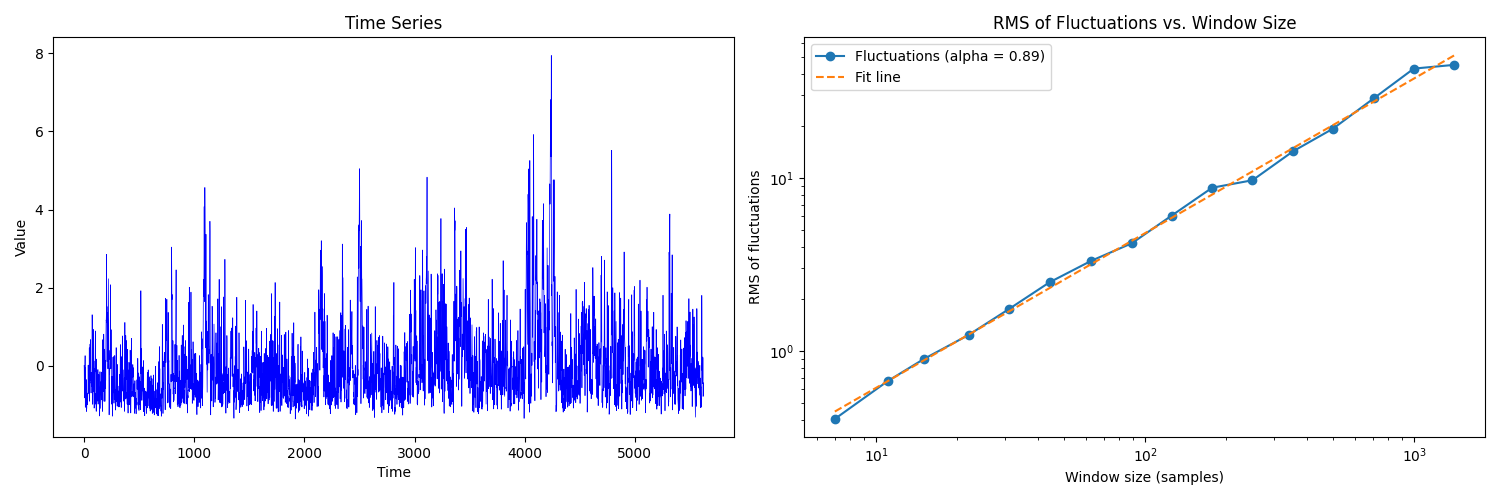 Time Series
Value
8
6
4
2
0
0 1000 2000 3000 4000 5000
Time
RMS of Fluctuations vs. Window Size
Fluctuations (alpha = 0.89)
Fit line
RMS of fluctuations
10¹
10⁰
10¹ 10² 10³
Window size (samples)